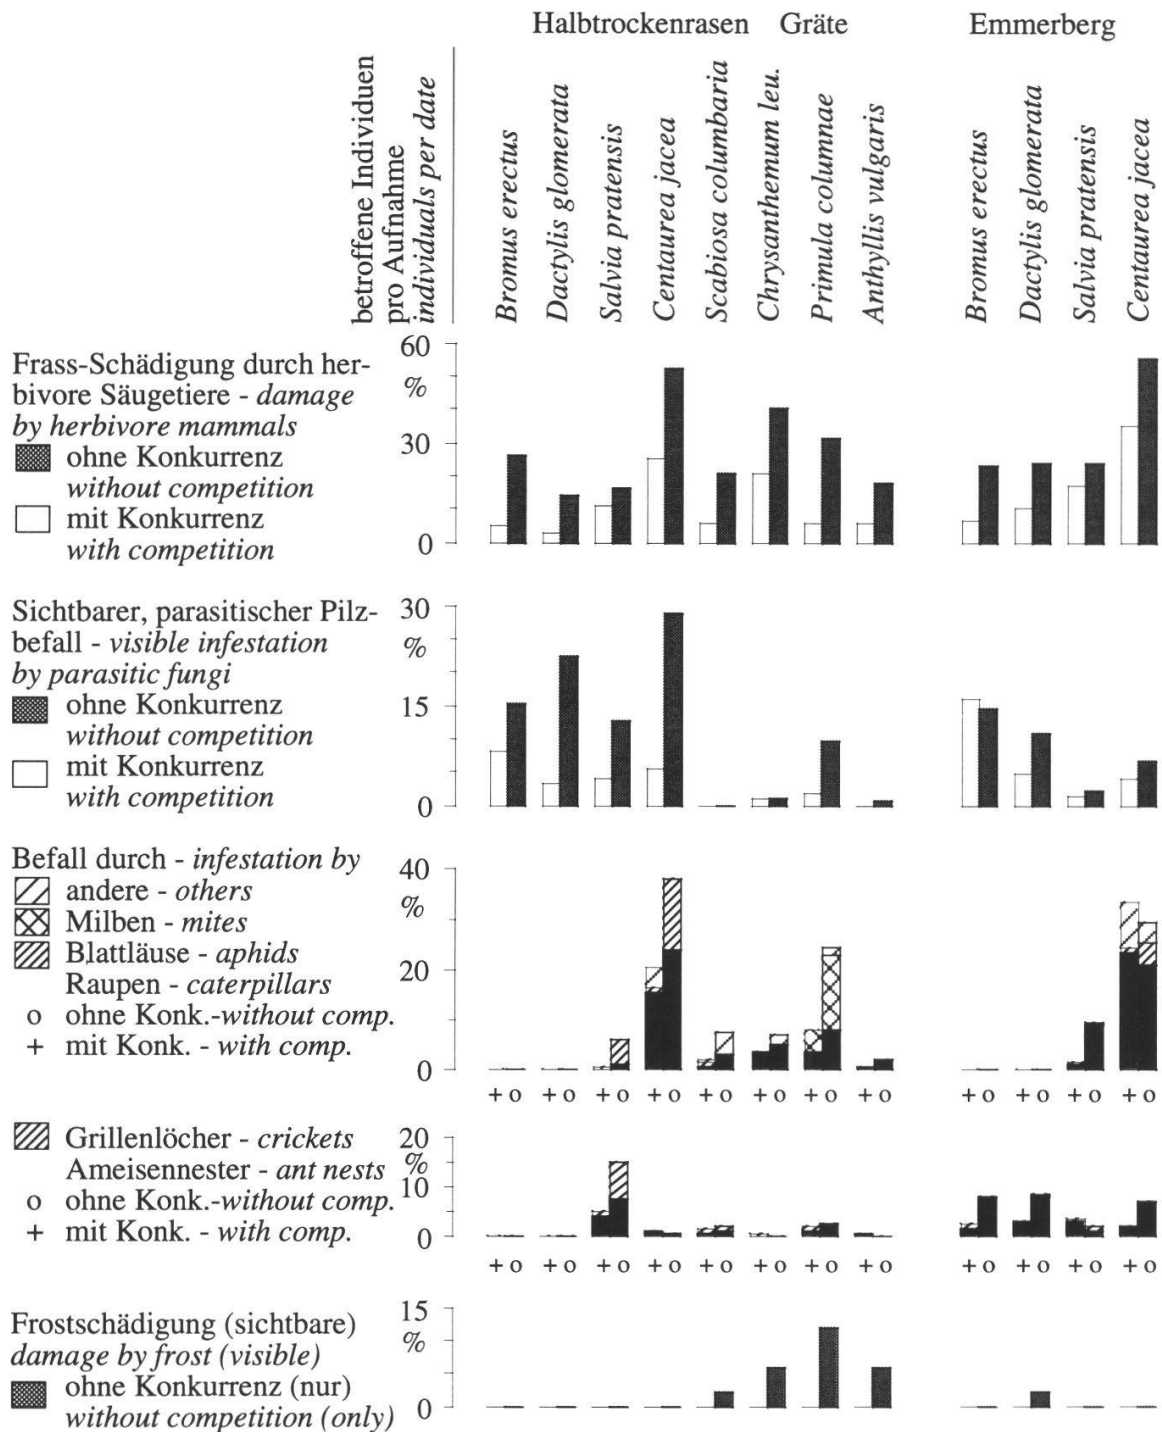 Halbtrockenrasen Gräte Emmerberg
betroffene Individuen
pro Aufnahme
individuals per date
Bromus erectus
Dactylis glomerata
Salvia pratensis
Centaurea jacea
Scabiosa columbaria
Chrysanthemum leu.
Primula columnae
Anthyllis vulgaris
Bromus erectus
Dactylis glomerata
Salvia pratensis
Centaurea jacea
Frass-Schädigung durch her-
bivore Säugetiere - damage
by herbivore mammals
ohne Konkurrenz
without competition
mit Konkurrenz
with competition
60
%
30
0
Sichtbarer, parasitischer Pilz-
befall - visible infestation
by parasitic fungi
ohne Konkurrenz
without competition
mit Konkurrenz
with competition
30
%
15
0
Befall durch - infestation by
andere - others
Milben - mites
Blattläuse - aphids
Raupen - caterpillars
o ohne Konk.-without comp.
+ mit Konk. - with comp.
40
%
20
0
+ o + o + o + o + o + o + o + o + o + o + o + o
Grillenlöcher - crickets
Ameisennester - ant nests
o ohne Konk.-without comp.
+ mit Konk. - with comp.
20
%
10
0
+ o + o + o + o + o + o + o + o + o + o + o + o
Frostschädigung (sichtbare)
damage by frost (visible)
ohne Konkurrenz (nur)
without competition (only)
15
%
0